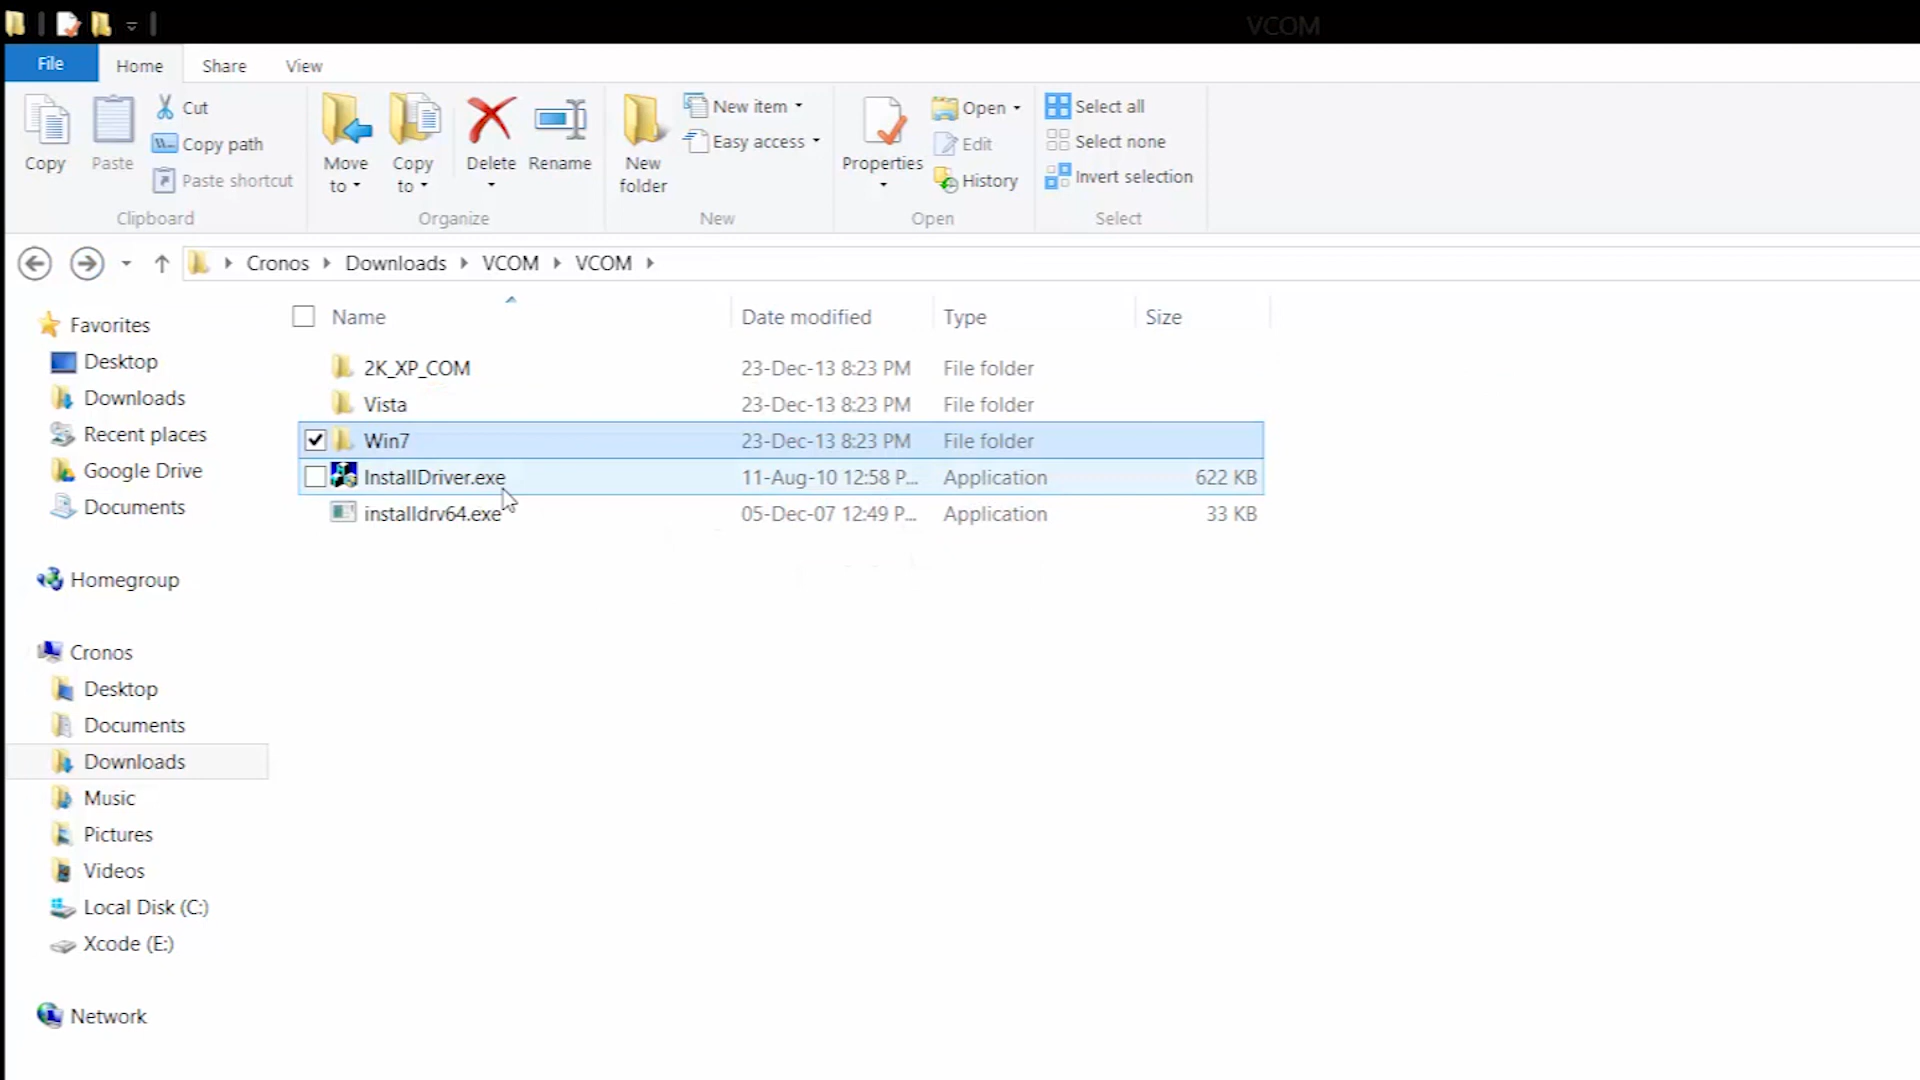 VCOM
File Home Share View
Copy
Paste
Cut
Copy path
Paste shortcut
Clipboard
Move to
Copy to
Delete
Rename
Organize
New folder
New item
Easy access
New
Properties
Open
Edit
History
Open
Select all
Select none
Invert selection
Select
Cronos Downloads VCOM VCOM
Name Date modified Type Size
2K_XP_COM 23-Dec-13 8:23 PM File folder
Vista 23-Dec-13 8:23 PM File folder
Win7 23-Dec-13 8:23 PM File folder
InstallDriver.exe 11-Aug-10 12:58 P... Application 622 KB
installdrv64.exe 05-Dec-07 12:49 P... Application 33 KB
Favorites
Desktop
Downloads
Recent places
Google Drive
Documents
Homegroup
Cronos
Desktop
Documents
Downloads
Music
Pictures
Videos
Local Disk (C:)
Xcode (E:)
Network